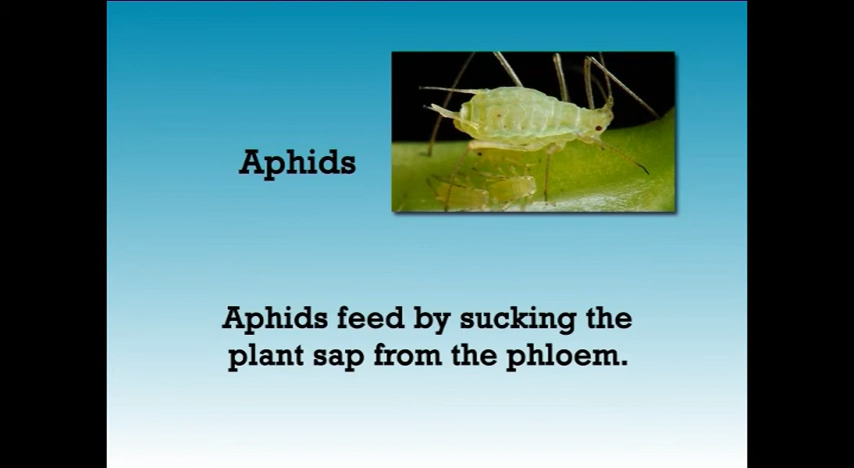 Aphids
Aphids feed by sucking the
plant sap from the phloem.